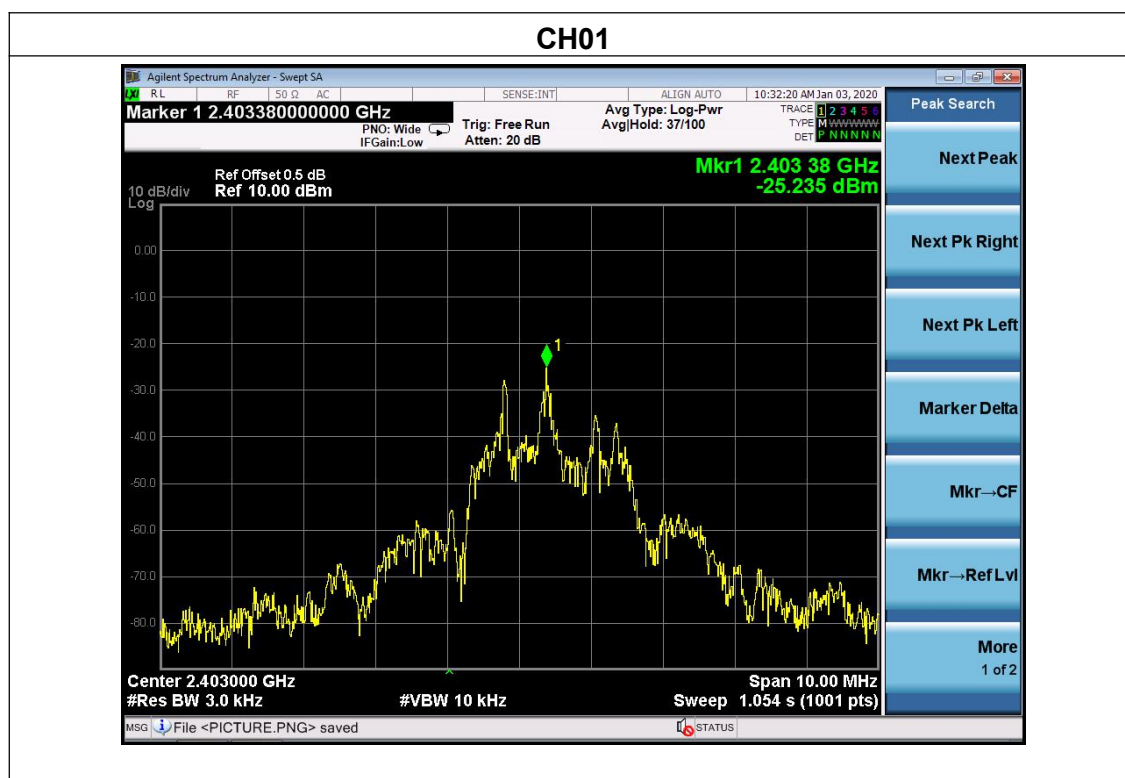 CH01
Agilent Spectrum Analyzer - Swept SA
LXI RL RF 50 Ω AC SENSE:INT ALIGN AUTO 10:32:20 AM Jan 03, 2020
Marker 1 2.403380000000 GHz
PNO: Wide
IFGain:Low
Trig: Free Run
Atten: 20 dB
Avg Type: Log-Pwr
Avg|Hold: 37/100
TRACE 1 2 3 4 5 6
TYPE M WWWWW
DET P N N N N N
Peak Search
Next Peak
Next Pk Right
Next Pk Left
Marker Delta
Mkr→CF
Mkr→Ref Lvl
More
1 of 2
Mkr1 2.403 38 GHz
-25.235 dBm
Ref Offset 0.5 dB
10 dB/div Ref 10.00 dBm
Log
0.00
-10.0
-20.0
-30.0
-40.0
-50.0
-60.0
-70.0
-80.0
1
Center 2.403000 GHz Span 10.00 MHz
#Res BW 3.0 kHz #VBW 10 kHz Sweep 1.054 s (1001 pts)
MSG File <PICTURE.PNG> saved STATUS